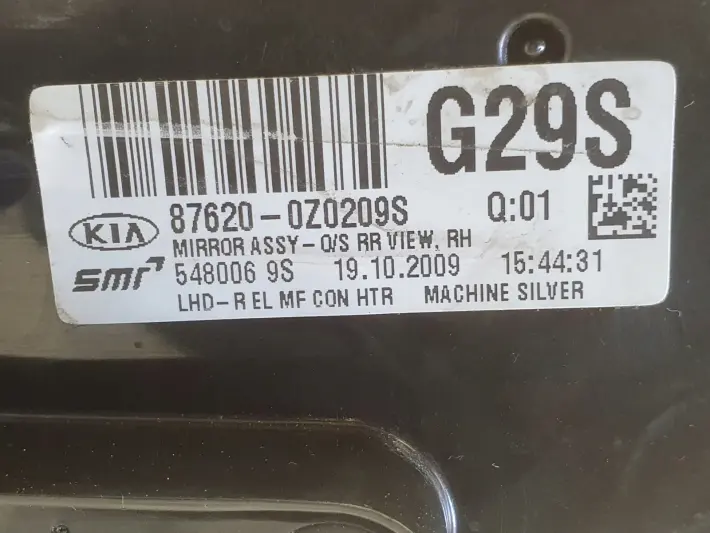 G29S
KIA 87620-0Z0209S Q:01
MIRROR ASSY-O/S RR VIEW, RH
smr 548006 9S 19.10.2009 15:44:31
LHD-R EL MF CON HTR MACHINE SILVER